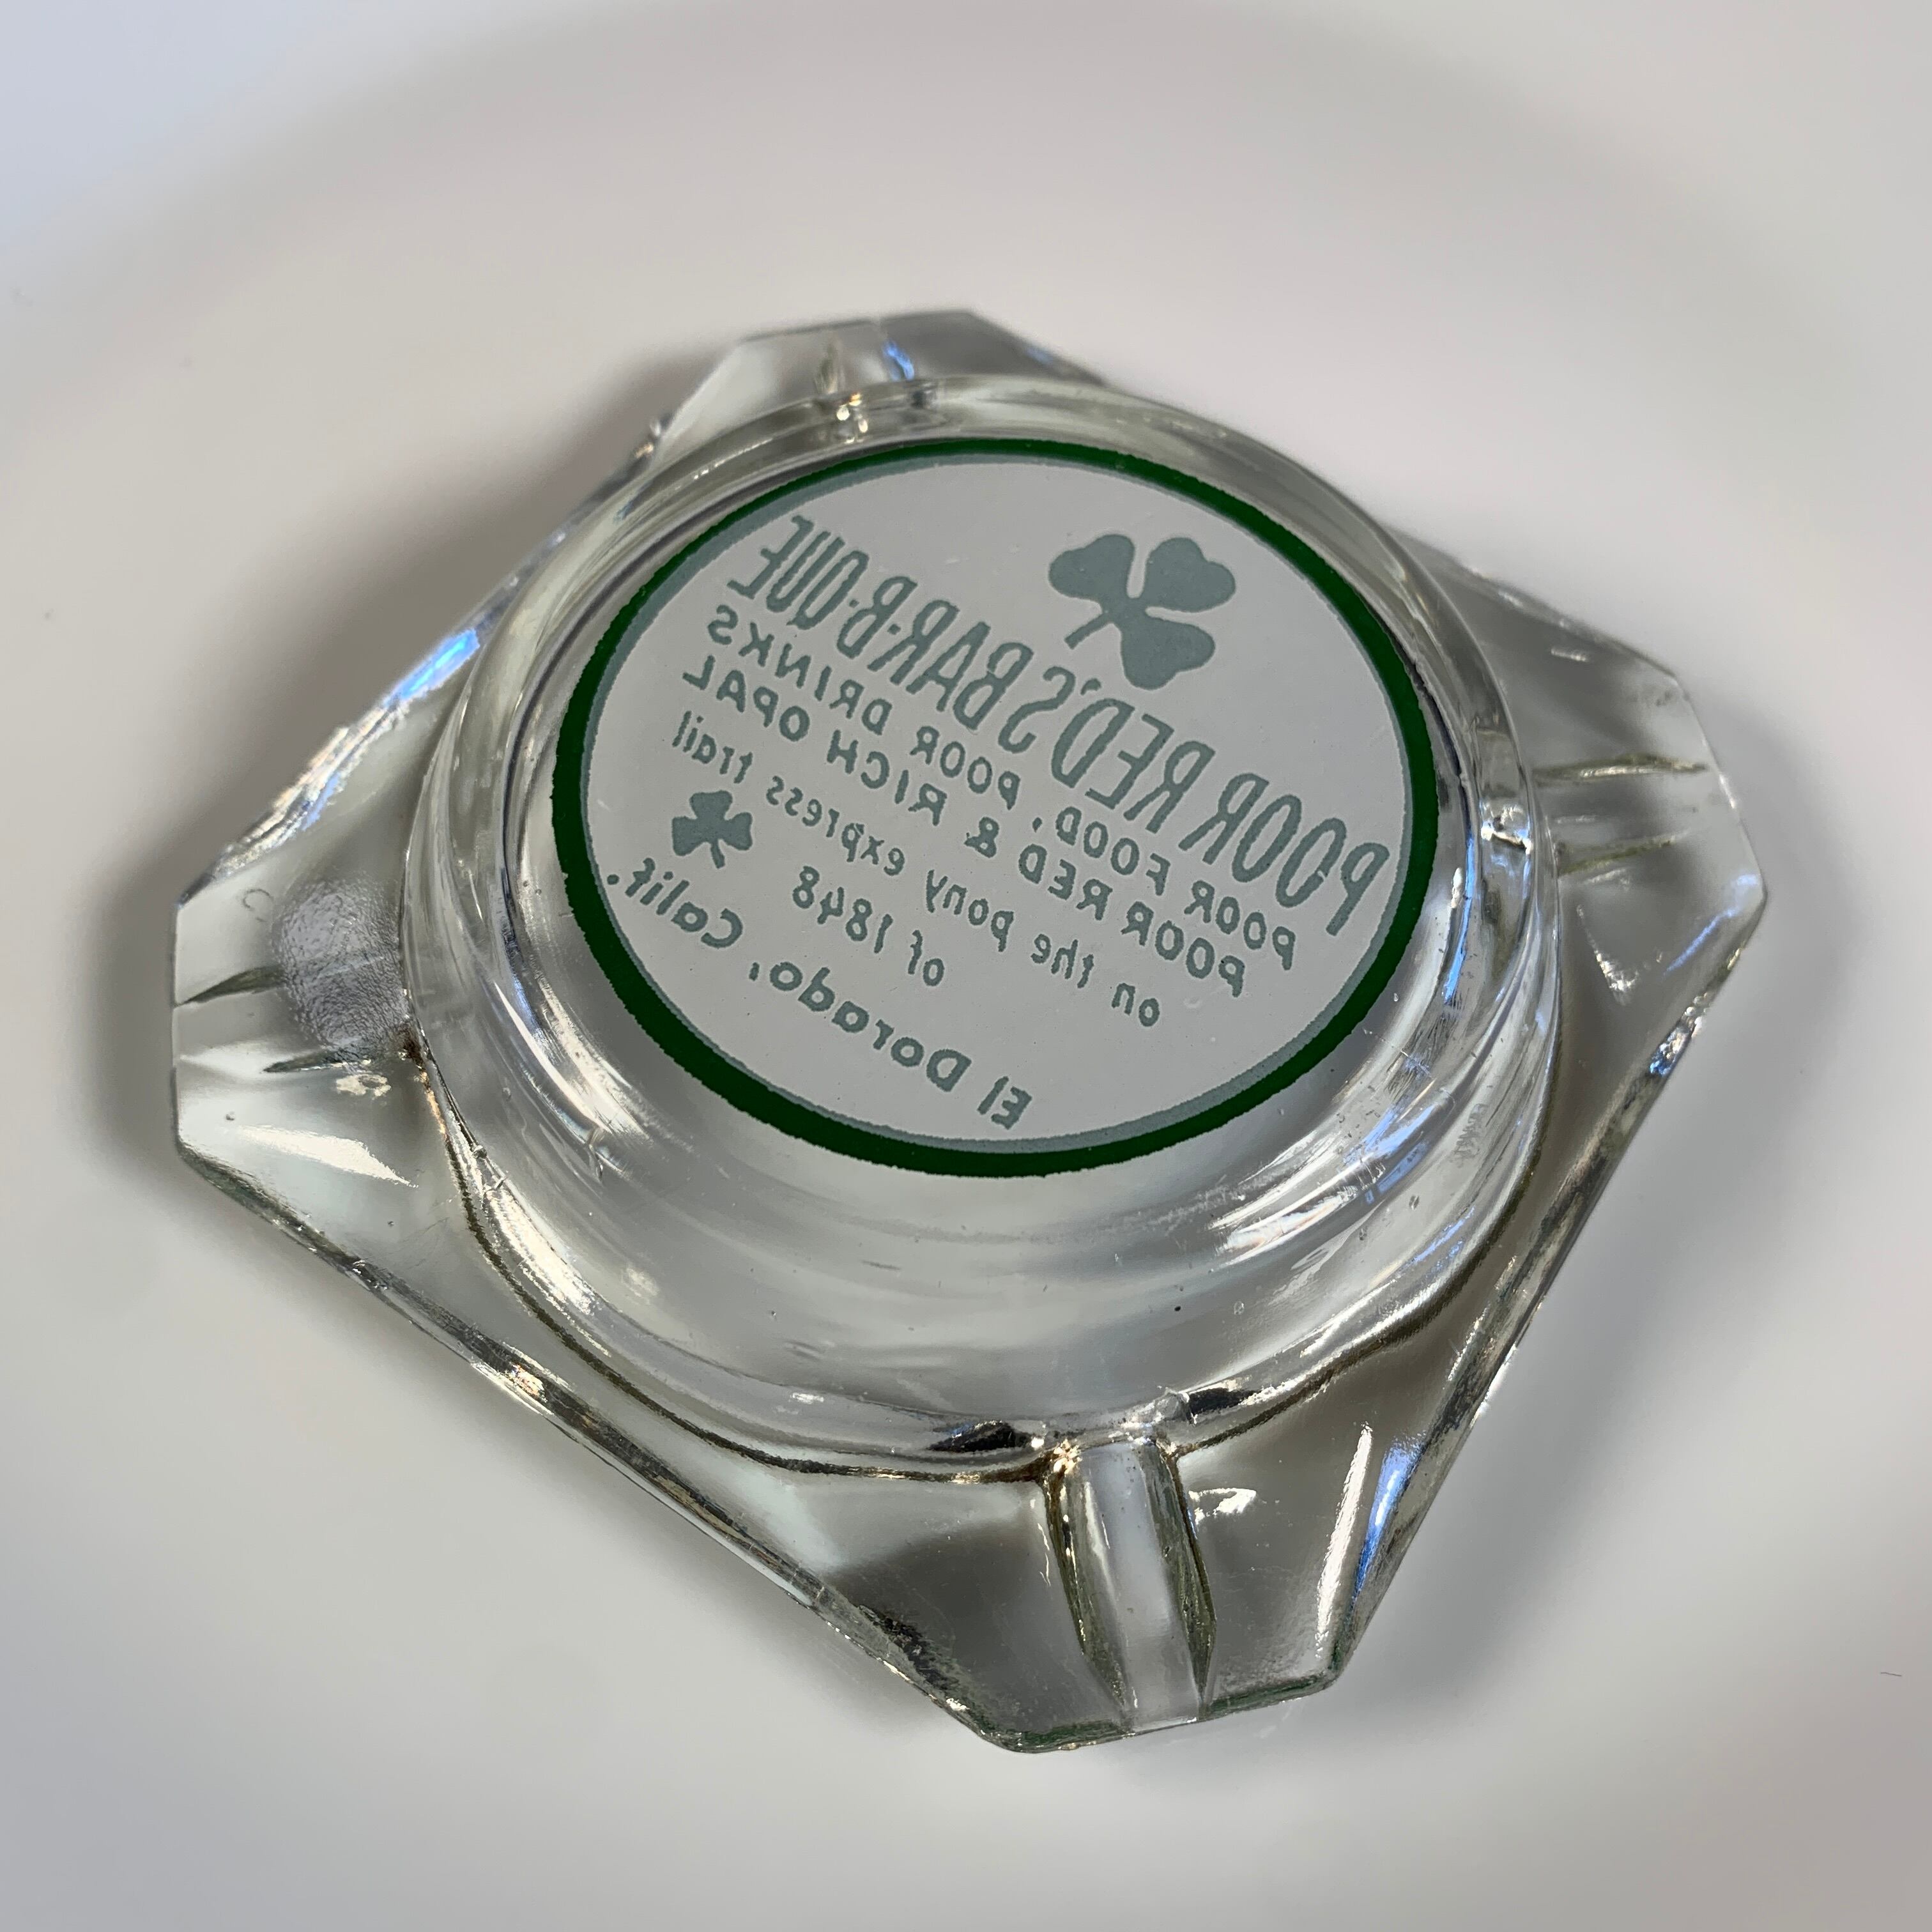 POOR RED'S BAR-B-QUE
POOR FOOD, POOR DRINKS
POOR RED & RICH OPAL
on the pony express trail
of 1848
El Dorado, Calif.